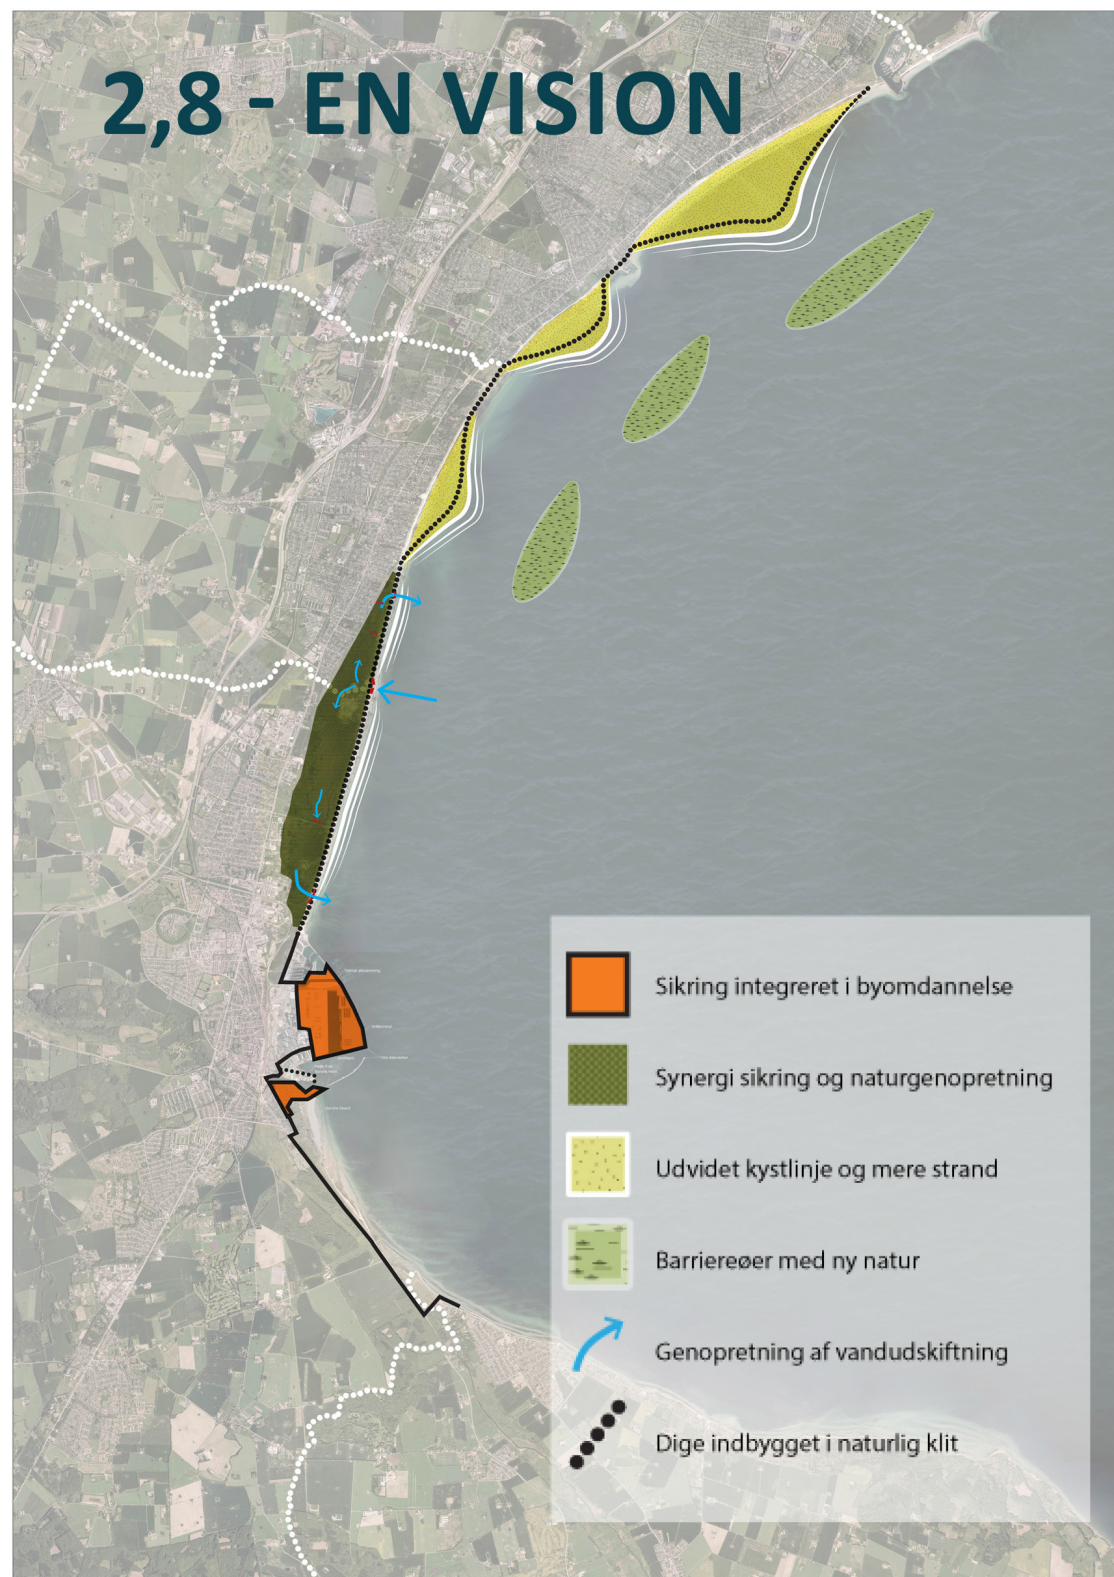 2,8 - EN VISION
Sikring integreret i byomdannelse
Synergi sikring og naturgenopretning
Udvidet kystlinje og mere strand
Barriereøer med ny natur
Genopretning af vandudskiftning
Dige indbygget i naturlig klit